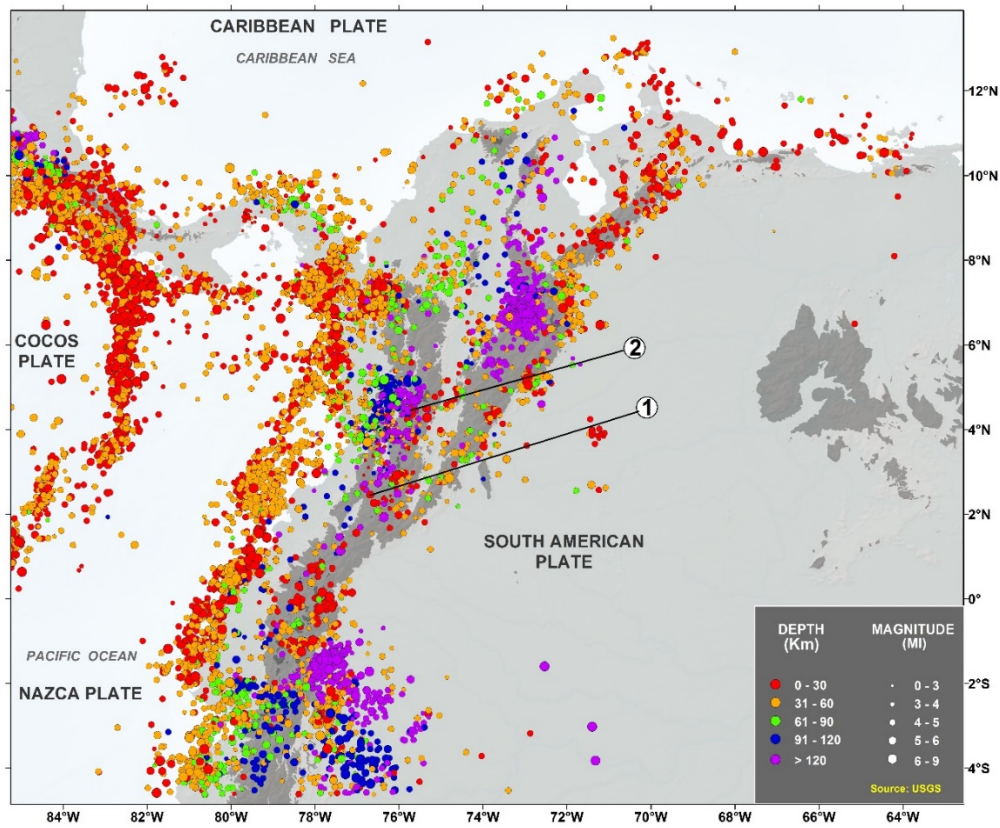 CARIBBEAN PLATE
CARIBBEAN SEA
12°N
10°N
8°N
COCOS
PLATE
6°N
2
1
4°N
2°N
SOUTH AMERICAN
PLATE
0°
PACIFIC OCEAN
NAZCA PLATE
2°S
4°S
DEPTH
(Km)
0 - 30
31 - 60
61 - 90
91 - 120
> 120
MAGNITUDE
(Ml)
0 - 3
3 - 4
4 - 5
5 - 6
6 - 9
Source: USGS
84°W 82°W 80°W 78°W 76°W 74°W 72°W 70°W 68°W 66°W 64°W